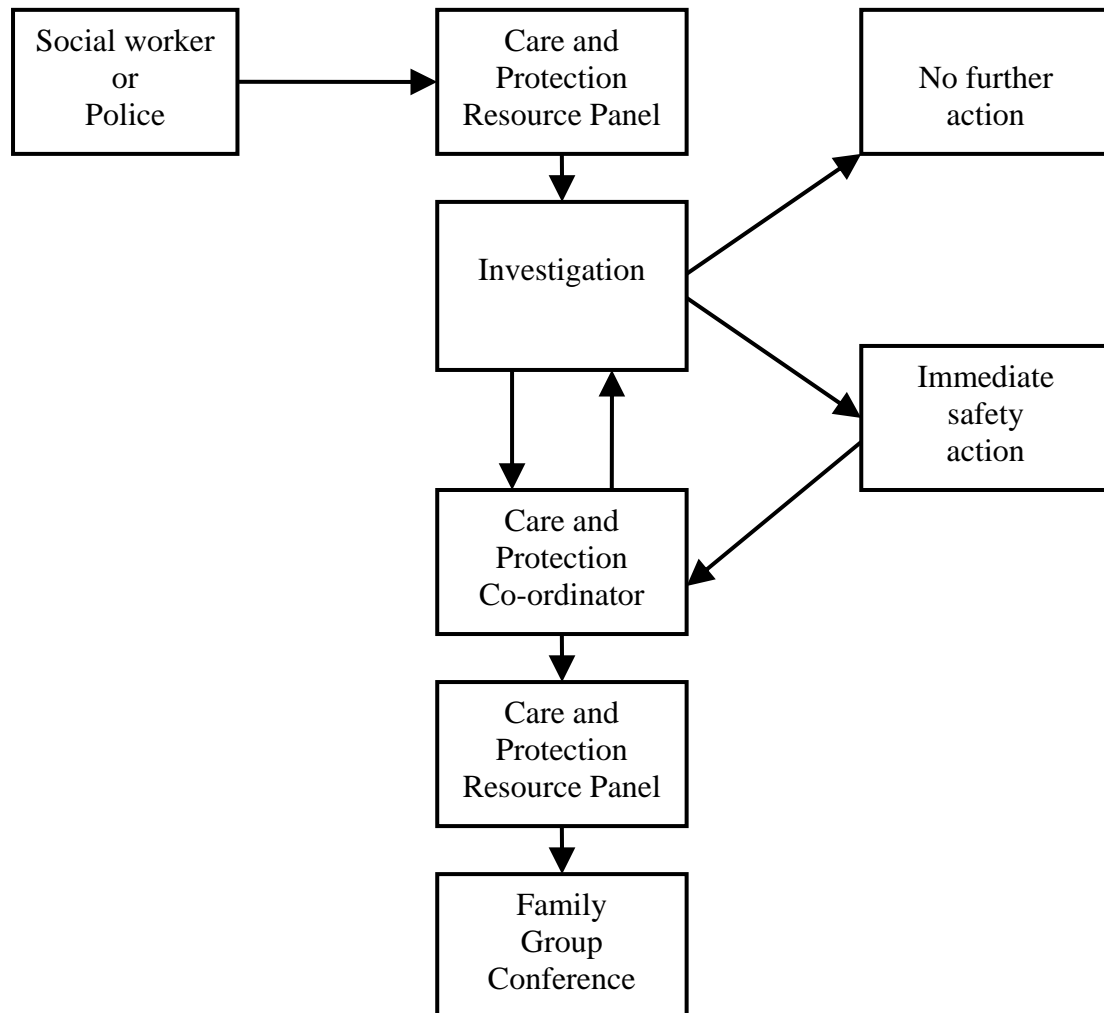 Social worker
or
Police
Care and
Protection
Resource Panel
No further
action
Investigation
Immediate
safety
action
Care and
Protection
Co-ordinator
Care and
Protection
Resource Panel
Family
Group
Conference